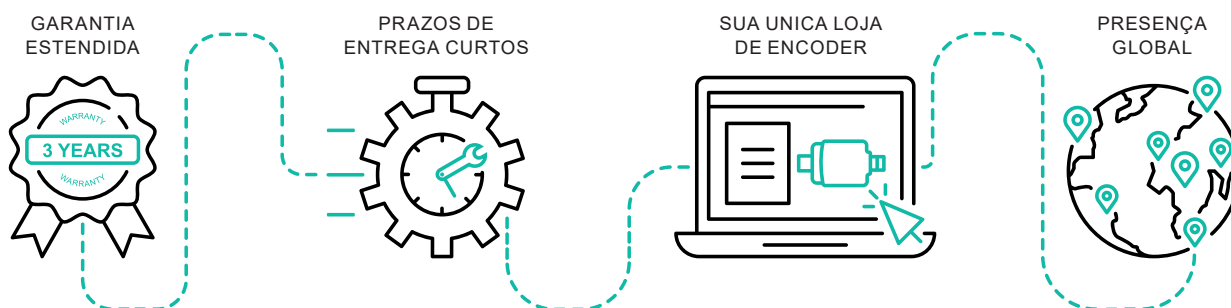 GARANTIA
ESTENDIDA
WARRANTY
3 YEARS
WARRANTY
PRAZOS DE
ENTREGA CURTOS
SUA UNICA LOJA
DE ENCODER
PRESENÇA
GLOBAL